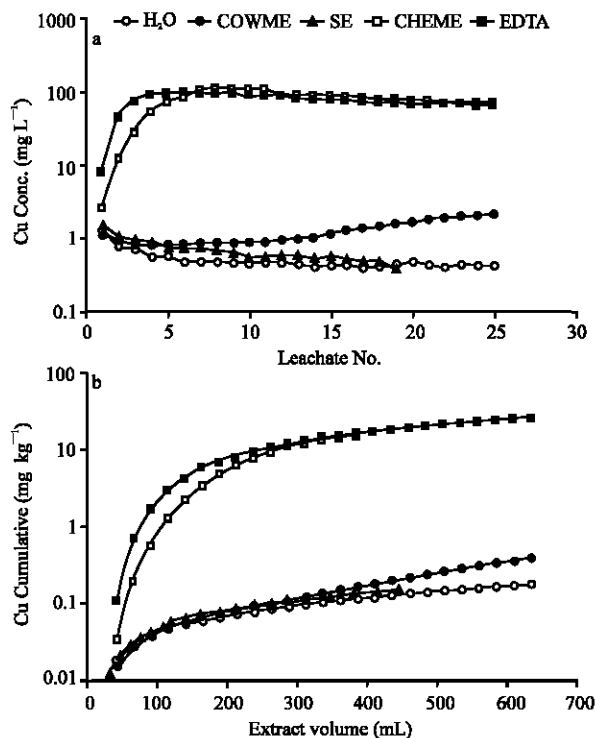 H₂O COWME SE CHEME EDTA
a
Cu Conc. (mg L⁻¹)
1000
100
10
1
0.1
0 5 10 15 20 25 30
Leachate No.
b
Cu Cumulative (mg kg⁻¹)
100
10
1
0.1
0.01
0 100 200 300 400 500 600 700
Extract volume (mL)